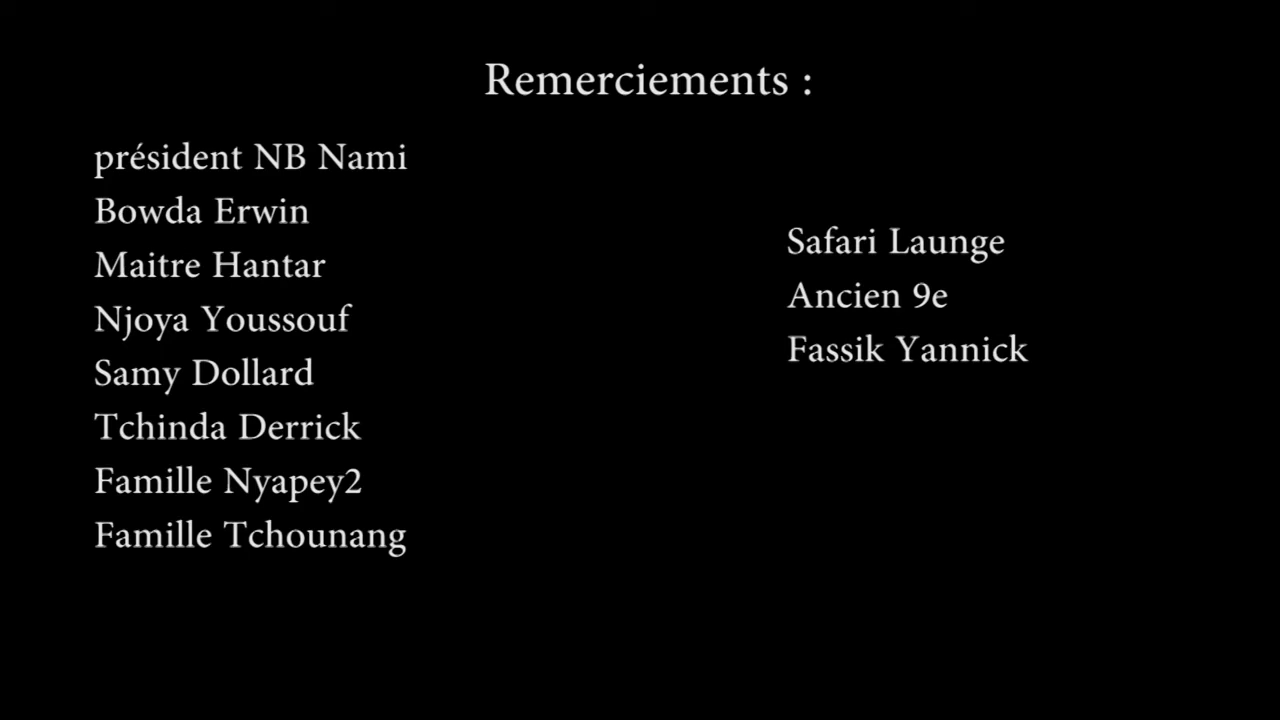 Remerciements :
président NB Nami
Bowda Erwin
Maitre Hantar
Njoya Youssouf
Samy Dollard
Tchinda Derrick
Famille Nyapey2
Famille Tchounang
Safari Launge
Ancien 9e
Fassik Yannick